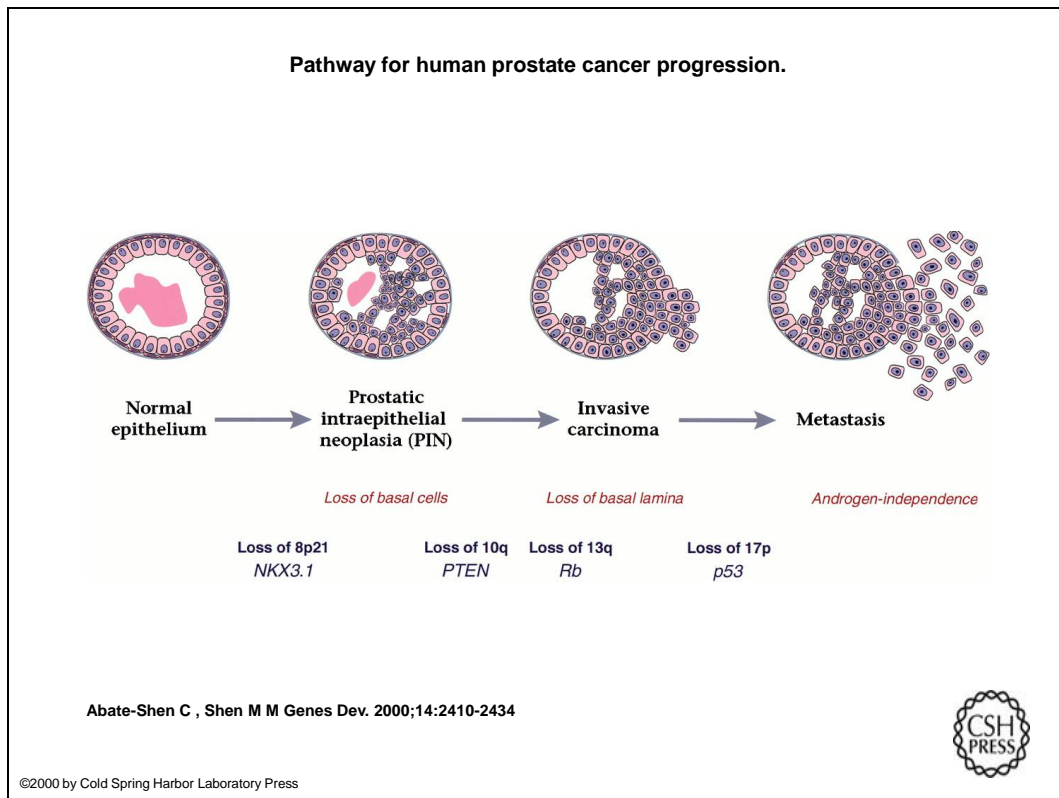 Pathway for human prostate cancer progression.
Normal
epithelium
Prostatic
intraepithelial
neoplasia (PIN)
Invasive
carcinoma
Metastasis
Loss of basal cells
Loss of basal lamina
Androgen-independence
Loss of 8p21
NKX3.1
Loss of 10q
PTEN
Loss of 13q
Rb
Loss of 17p
p53
Abate-Shen C , Shen M M Genes Dev. 2000;14:2410-2434
CSH
PRESS
©2000 by Cold Spring Harbor Laboratory Press